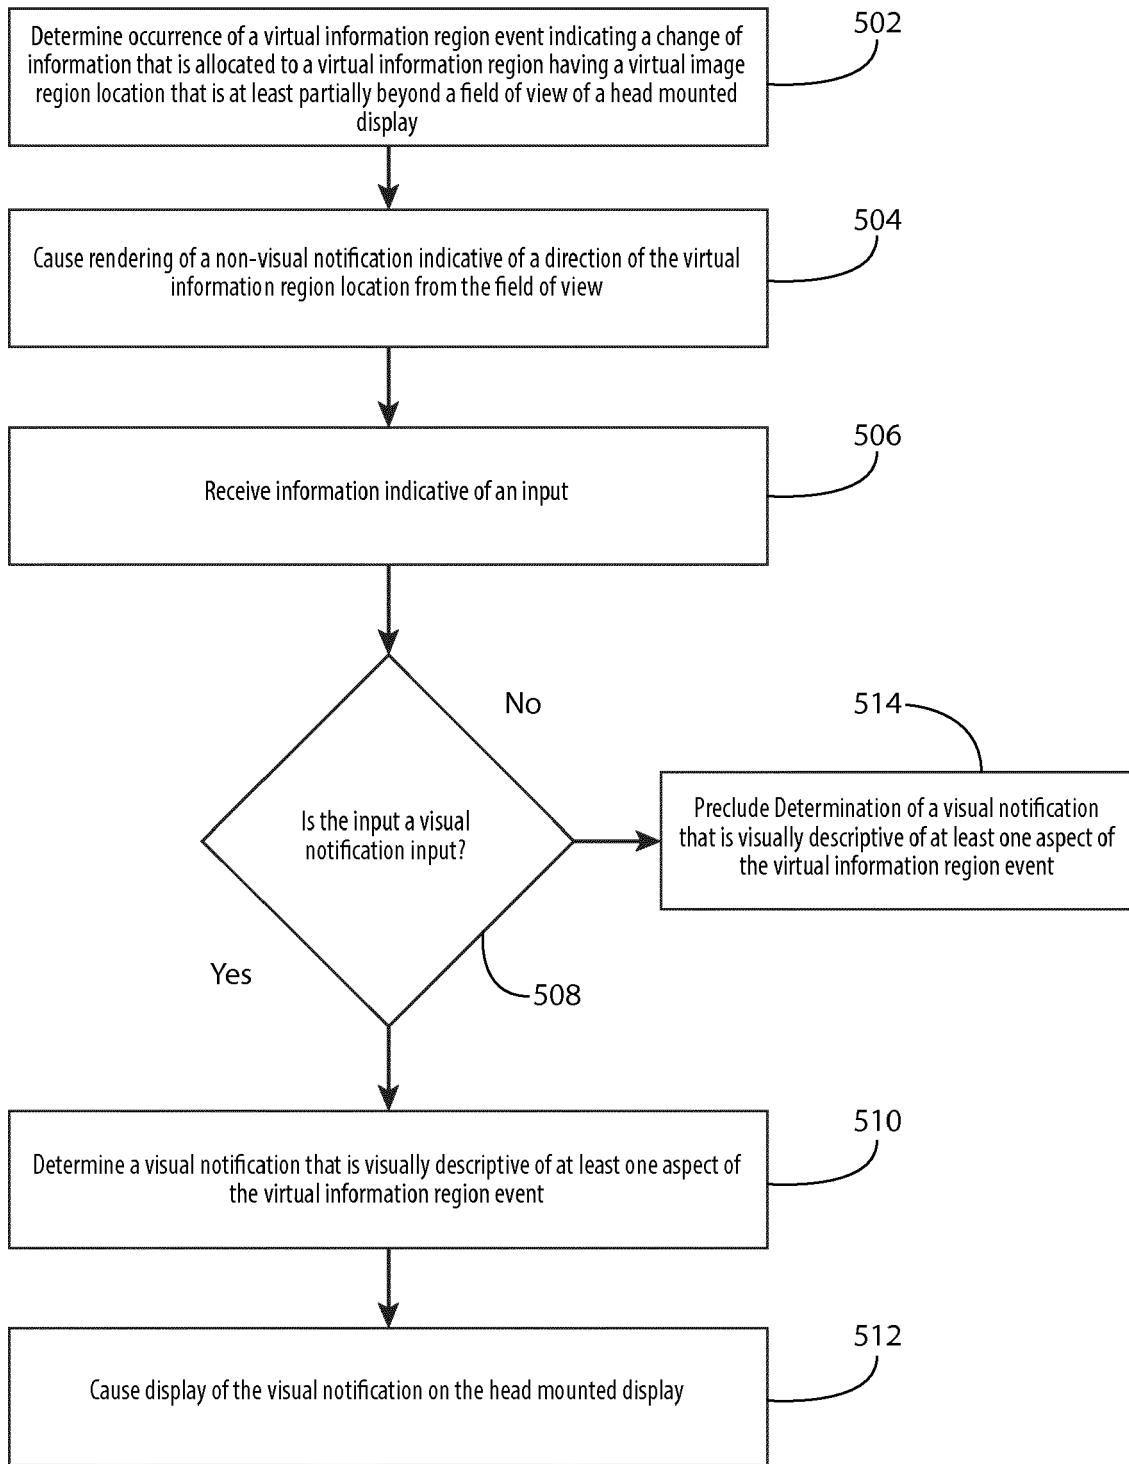 Determine occurrence of a virtual information region event indicating a change of
information that is allocated to a virtual information region having a virtual image
region location that is at least partially beyond a field of view of a head mounted
display
502
Cause rendering of a non-visual notification indicative of a direction of the virtual
information region location from the field of view
504
Receive information indicative of an input
506
Is the input a visual
notification input?
508
No
Preclude Determination of a visual notification
that is visually descriptive of at least one aspect of
the virtual information region event
514
Yes
Determine a visual notification that is visually descriptive of at least one aspect of
the virtual information region event
510
Cause display of the visual notification on the head mounted display
512